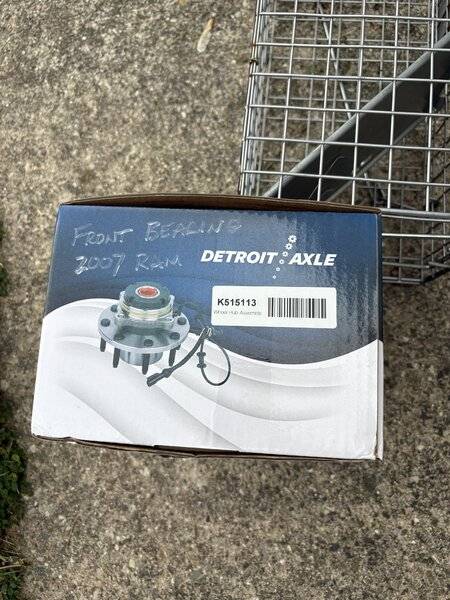 FRONT BEARING
2007 RAM
DETROIT AXLE
K515113
Wheel Hub Assembly